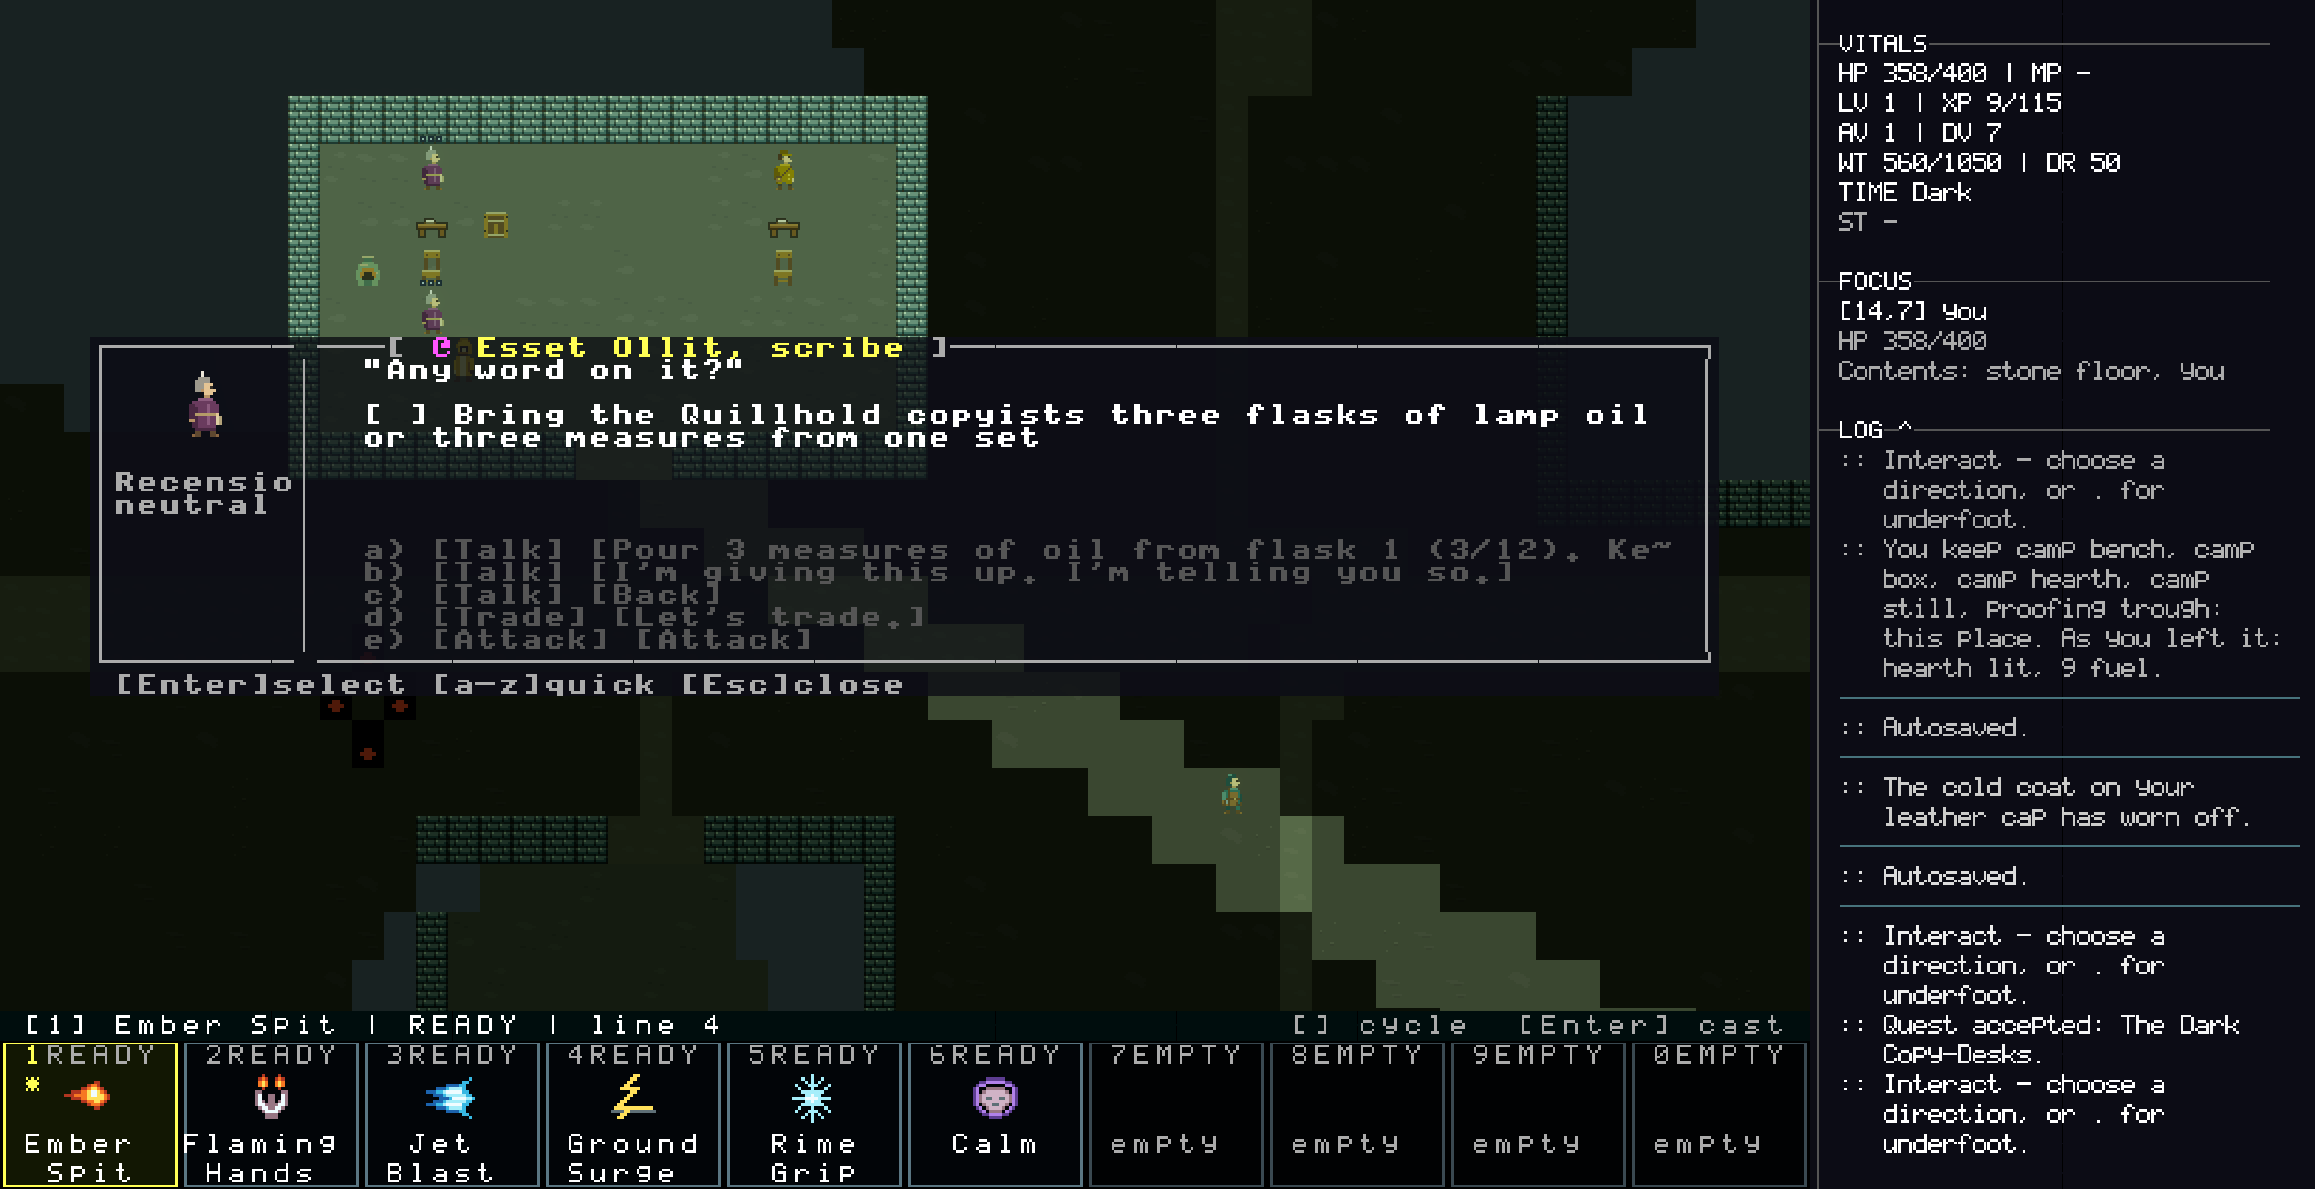 [ @ Esset Ollit, scribe ]
"Any word on it?"
[ ] Bring the Quillhold copyists three flasks of lamp oil
or three measures from one set
Recensio
neutral
a) [Talk] [Pour 3 measures of oil from flask 1 (3/12). Ke~
b) [Talk] [I'm giving this up. I'm telling you so.]
c) [Talk] [Back]
d) [Trade] [Let's trade.]
e) [Attack] [Attack]
[Enter]select [a-z]quick [Esc]close
[1] Ember Spit | READY | line 4
[] cycle [Enter] cast
1READY 2READY 3READY 4READY 5READY 6READY 7EMPTY 8EMPTY 9EMPTY 0EMPTY
Ember Flaming Jet Ground Rime Calm empty empty empty empty
Spit Hands Blast Surge Grip
VITALS
HP 358/400 | MP -
LV 1 | XP 9/115
AV 1 | DV 7
WT 560/1050 | DR 50
TIME Dark
ST -
FOCUS
[14,7] You
HP 358/400
Contents: stone floor, You
LOG ^
:: Interact - choose a
direction, or . for
underfoot.
:: You keep camp bench, camp
box, camp hearth, camp
still, proofing trough:
this place. As you left it:
hearth lit, 9 fuel.
:: Autosaved.
:: The cold coat on your
leather cap has worn off.
:: Autosaved.
:: Interact - choose a
direction, or . for
underfoot.
:: Quest accepted: The Dark
Copy-Desks.
:: Interact - choose a
direction, or . for
underfoot.